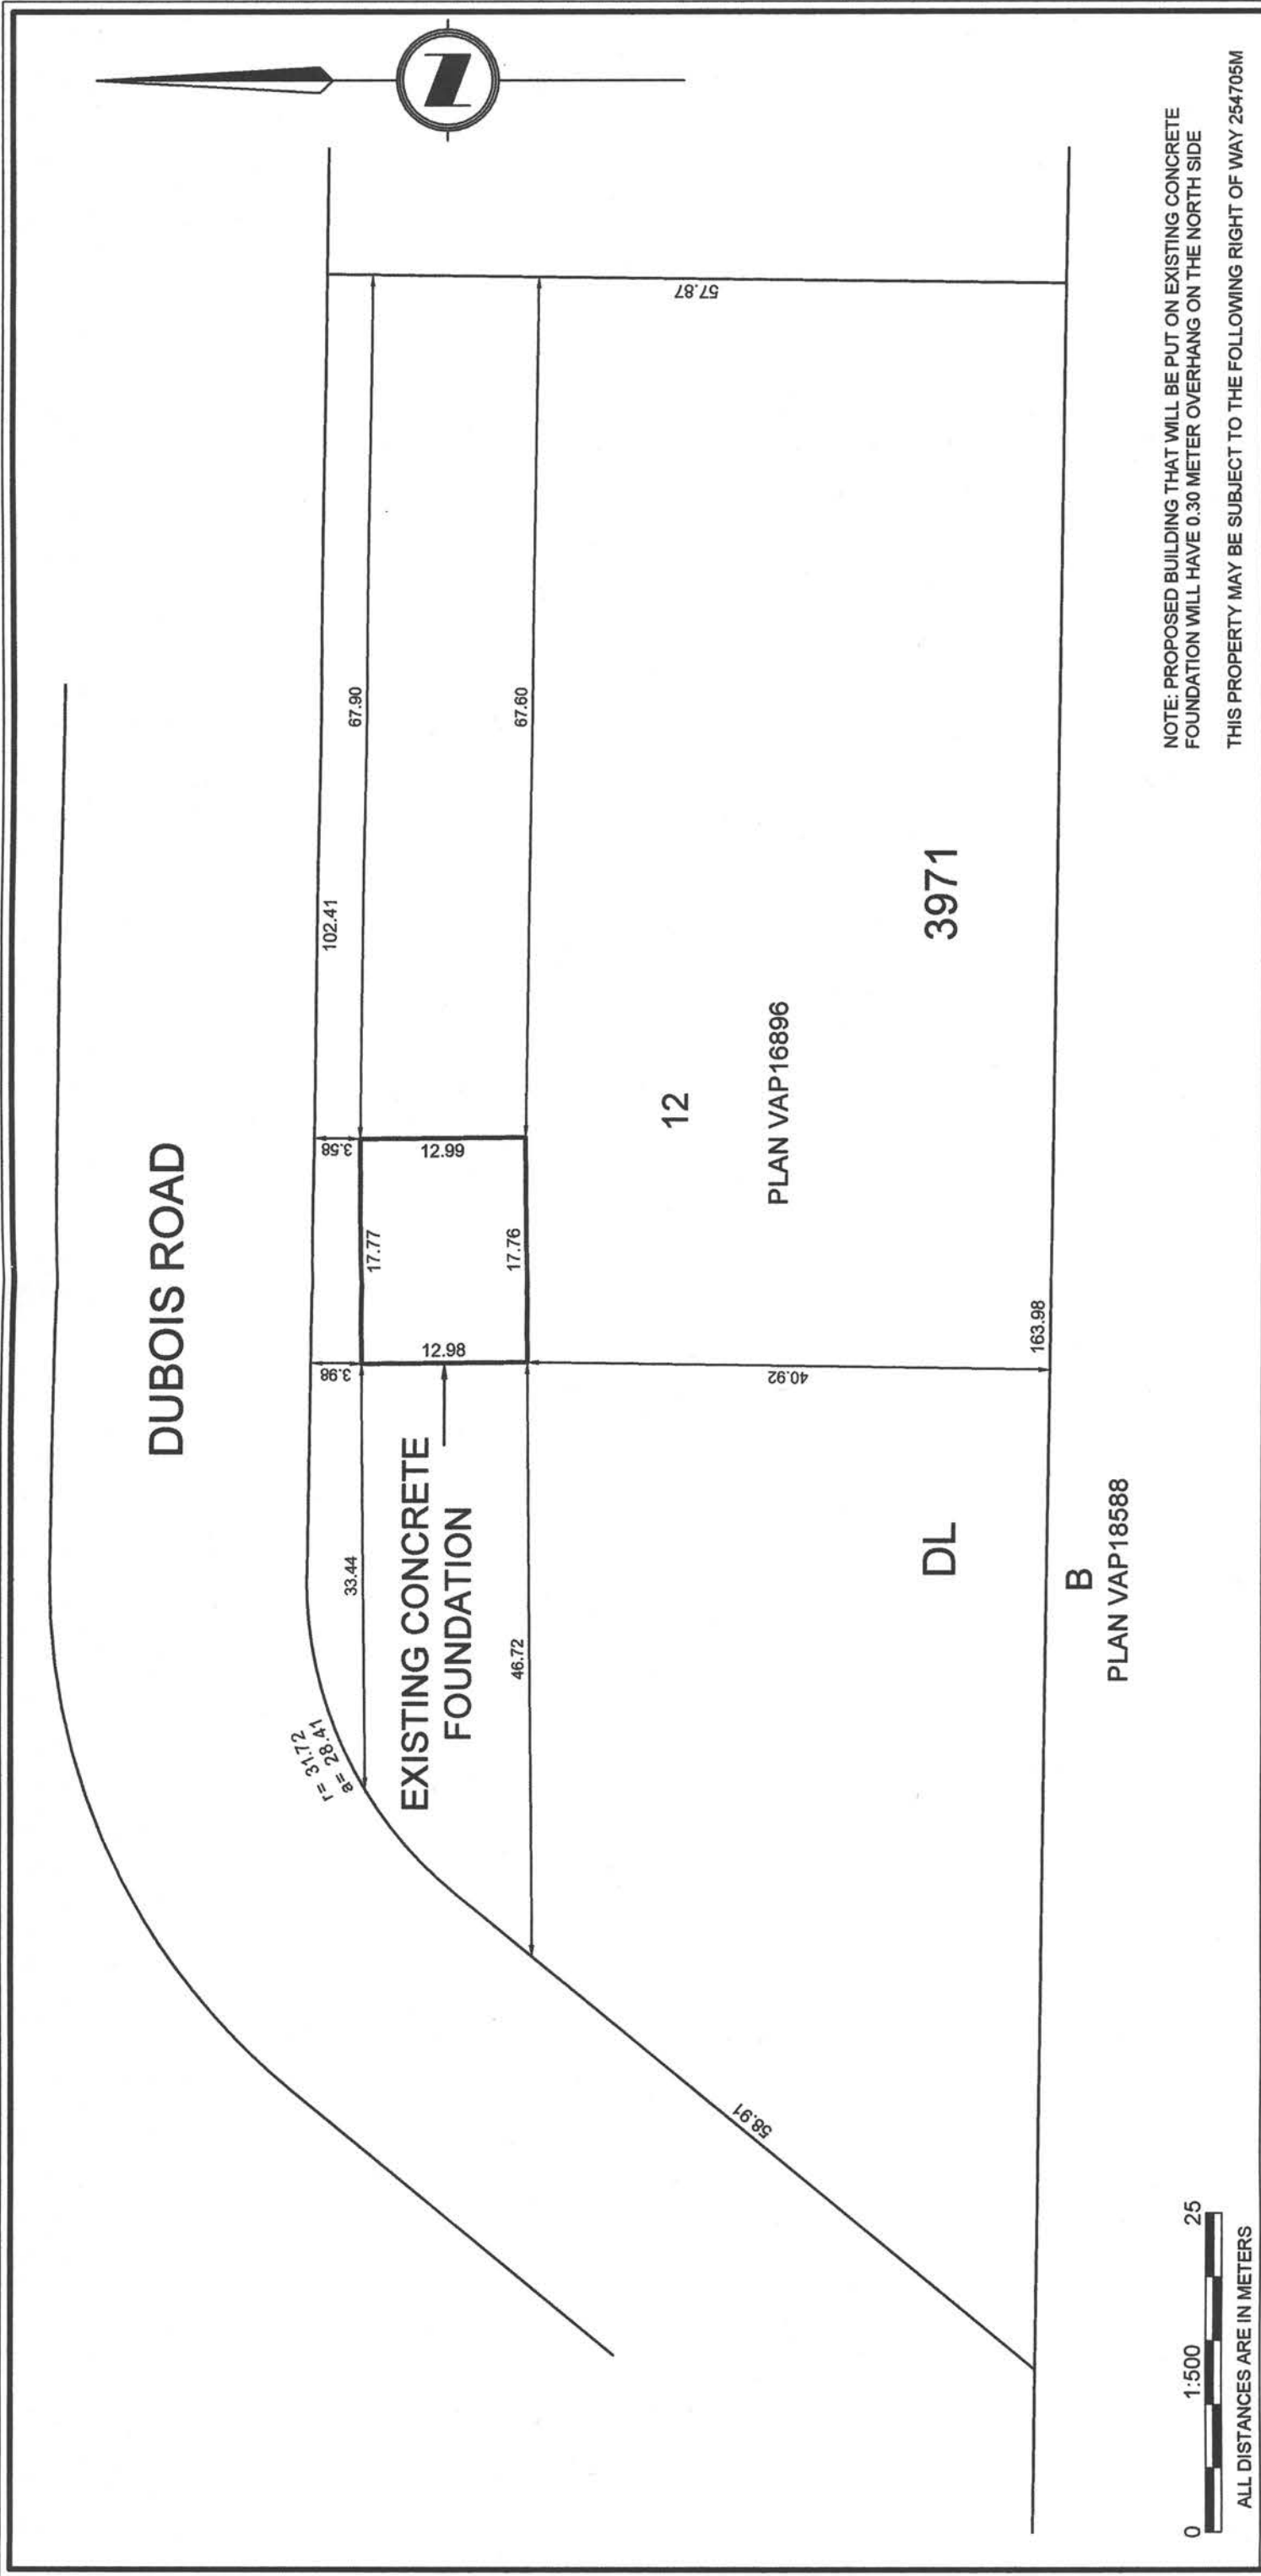 DUBOIS ROAD
N
r= 31.72
a= 28.41
102.41
3.98
3.58
33.44
17.77
67.90
EXISTING CONCRETE
FOUNDATION
12.98
12.99
46.72
17.76
67.60
58.91
40.92
12
57.87
PLAN VAP16896
DL
3971
163.98
B
PLAN VAP18588
NOTE: PROPOSED BUILDING THAT WILL BE PUT ON EXISTING CONCRETE
FOUNDATION WILL HAVE 0.30 METER OVERHANG ON THE NORTH SIDE
THIS PROPERTY MAY BE SUBJECT TO THE FOLLOWING RIGHT OF WAY 254705M
0 1:500 25
ALL DISTANCES ARE IN METERS